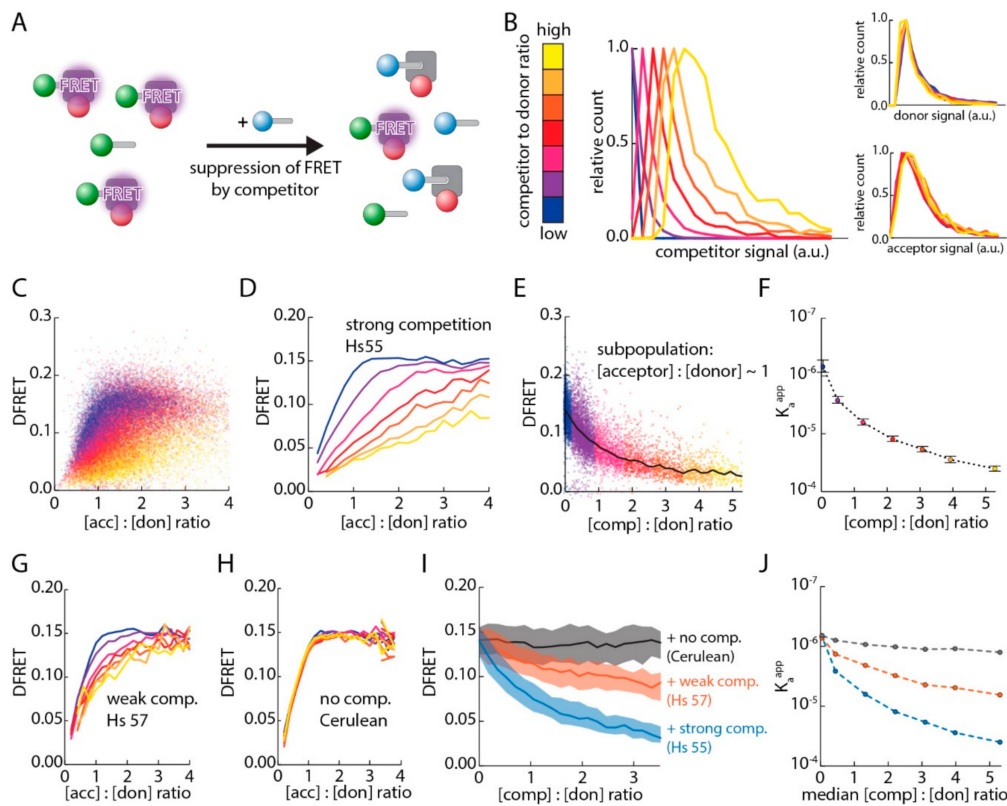 A
FRET
FRET
FRET
+
suppression of FRET
by competitor
FRET
B
high
competitor to donor ratio
low
relative count
1.0
0.5
0.0
competitor signal (a.u.)
relative count
1.0
0.5
0.0
donor signal (a.u.)
relative count
1.0
0.5
0.0
acceptor signal (a.u.)
C
DFRET
0.3
0.2
0.1
0.0
0 1 2 3 4
[acc] : [don] ratio
D
strong competition
Hs55
DFRET
0.20
0.15
0.10
0.05
0.00
0 1 2 3 4
[acc] : [don] ratio
E
subpopulation:
[acceptor] : [donor] ~ 1
DFRET
0.3
0.2
0.1
0.0
0 1 2 3 4 5
[comp] : [don] ratio
F
Kₐᵃᵖᵖ
10⁻⁷
10⁻⁶
10⁻⁵
10⁻⁴
0 1 2 3 4 5
[comp] : [don] ratio
G
DFRET
0.20
0.15
0.10
0.05
0.00
weak comp.
Hs 57
0 1 2 3 4
[acc] : [don] ratio
H
DFRET
0.20
0.15
0.10
0.05
0.00
no comp.
Cerulean
0 1 2 3 4
[acc] : [don] ratio
I
DFRET
0.20
0.15
0.10
0.05
0.00
+ no comp.
(Cerulean)
+ weak comp.
(Hs 57)
+ strong comp.
(Hs 55)
0 1 2 3
[comp] : [don] ratio
J
Kₐᵃᵖᵖ
10⁻⁷
10⁻⁶
10⁻⁵
10⁻⁴
0 1 2 3 4 5
median [comp] : [don] ratio